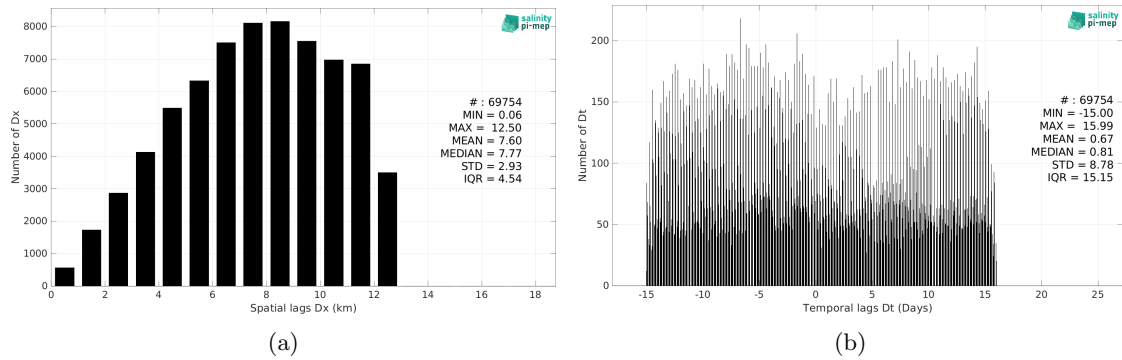 salinity
pi-mep
8000
7000
6000
5000
4000
3000
2000
1000
0
Number of Dx
# : 69754
MIN = 0.06
MAX = 12.50
MEAN = 7.60
MEDIAN = 7.77
STD = 2.93
IQR = 4.54
0 2 4 6 8 10 12 14 16 18
Spatial lags Dx (km)
(a)
salinity
pi-mep
200
150
100
50
0
Number of Dt
# : 69754
MIN = -15.00
MAX = 15.99
MEAN = 0.67
MEDIAN = 0.81
STD = 8.78
IQR = 15.15
-15 -10 -5 0 5 10 15 20 25
Temporal lags Dt (Days)
(b)